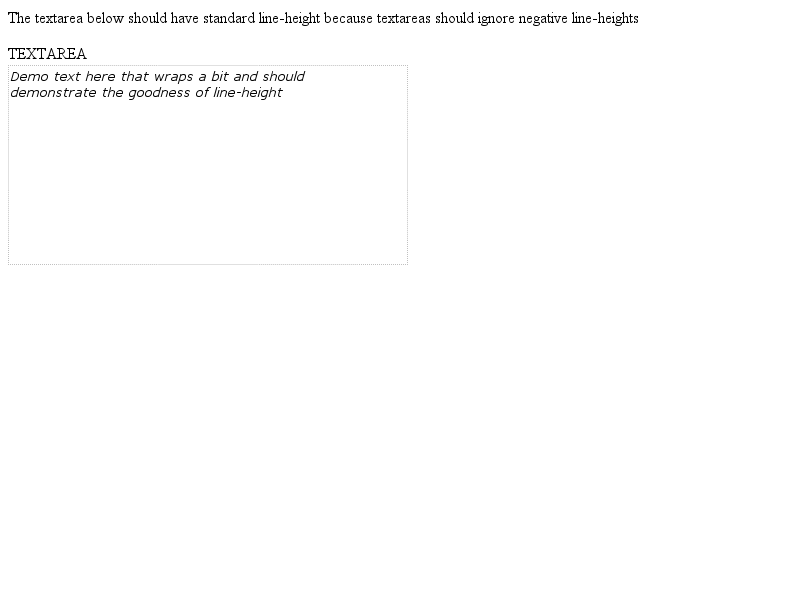 The textarea below should have standard line-height because textareas should ignore negative line-heights
TEXTAREA
Demo text here that wraps a bit and should
demonstrate the goodness of line-height